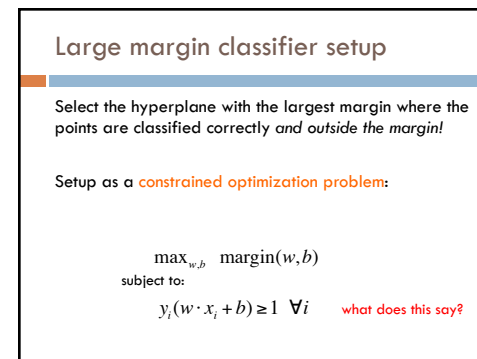 Large margin classifier setup
Select the hyperplane with the largest margin where the
points are classified correctly and outside the margin!
Setup as a constrained optimization problem:
max_{w,b} margin(w,b)
subject to:
y_i(w · x_i + b) ≥ 1 ∀i what does this say?